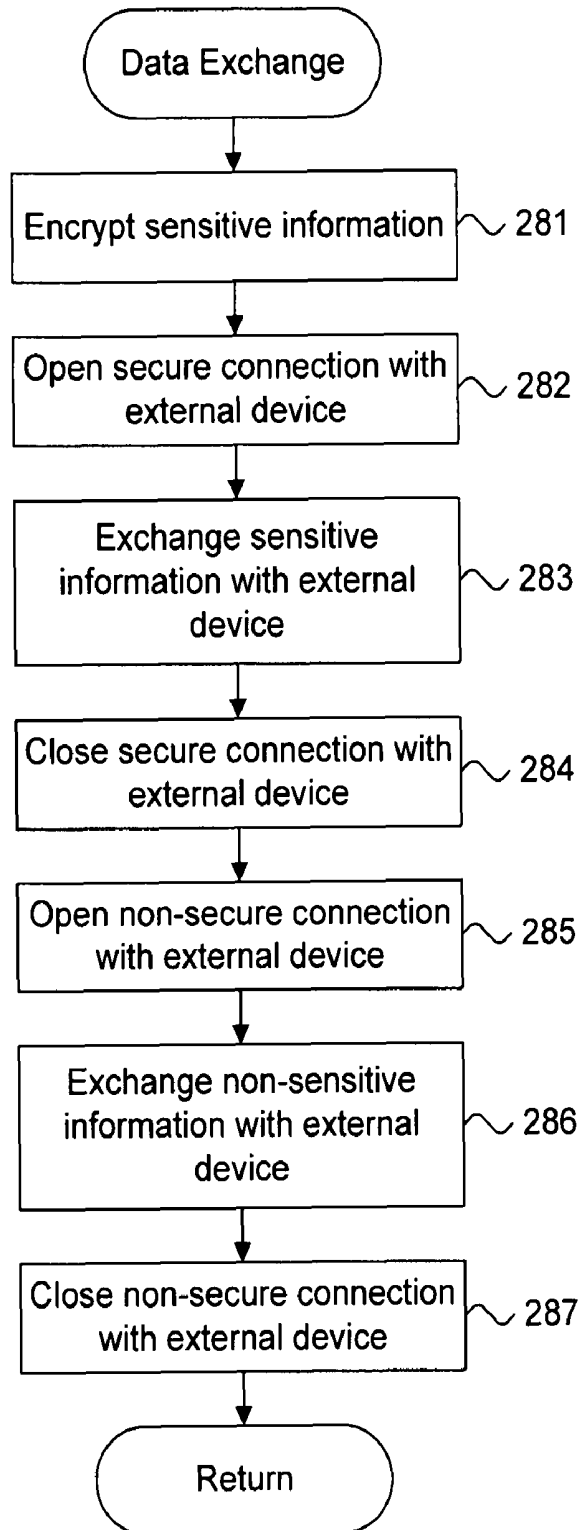 Data Exchange
Encrypt sensitive information
281
Open secure connection with
external device
282
Exchange sensitive
information with external
device
283
Close secure connection with
external device
284
Open non-secure connection
with external device
285
Exchange non-sensitive
information with external
device
286
Close non-secure connection
with external device
287
Return